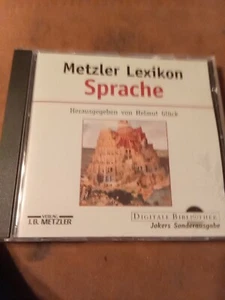 Metzler Lexikon
Sprache
Herausgegeben von Helmut Glück
VERLAG
J.B. METZLER
DIGITALE BIBLIOTHEK
Jokers Sonderausgabe